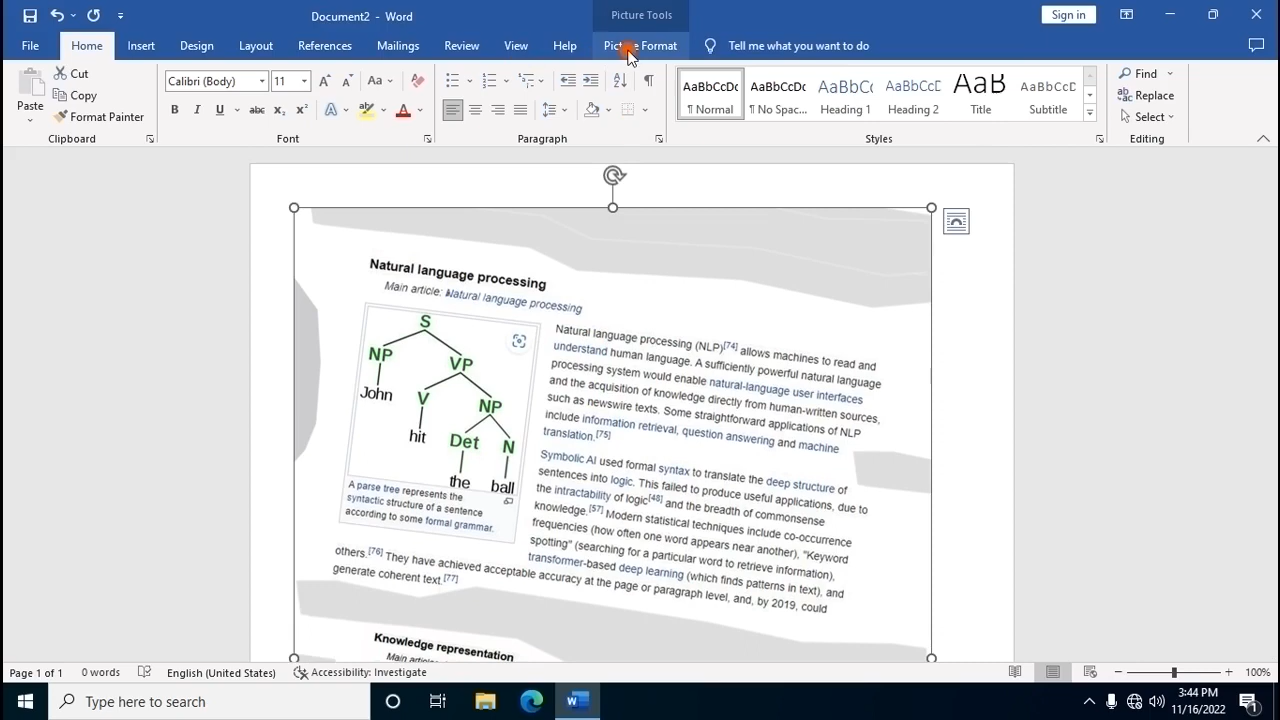 Document2 - Word
Picture Tools
Sign in
File Home Insert Design Layout References Mailings Review View Help Picture Format Tell me what you want to do
Paste
Cut
Copy
Format Painter
Clipboard
Calibri (Body) 11
Aa
B I U abc x₂ x² A A
Font
Paragraph
AaBbCcDc
¶ Normal
AaBbCcDc
¶ No Spac...
AaBbCc
Heading 1
AaBbCcD
Heading 2
AaB
Title
AaBbCcD
Subtitle
Styles
Find
Replace
Select
Editing
Natural language processing
Main article: Natural language processing
S
NP VP
John V NP
hit Det N
the ball
A parse tree represents the
syntactic structure of a sentence
according to some formal grammar.
Natural language processing (NLP)[74] allows machines to read and
understand human language. A sufficiently powerful natural language
processing system would enable natural-language user interfaces
and the acquisition of knowledge directly from human-written sources,
such as newswire texts. Some straightforward applications of NLP
include information retrieval, question answering and machine
translation.[75]
Symbolic AI used formal syntax to translate the deep structure of
sentences into logic. This failed to produce useful applications, due to
the intractability of logic[48] and the breadth of commonsense
knowledge.[57] Modern statistical techniques include co-occurrence
frequencies (how often one word appears near another), "Keyword
spotting" (searching for a particular word to retrieve information),
transformer-based deep learning (which finds patterns in text), and
others.[76] They have achieved acceptable accuracy at the page or paragraph level, and, by 2019, could
generate coherent text.[77]
Knowledge representation
Page 1 of 1 0 words English (United States) Accessibility: Investigate 100%
Type here to search
3:44 PM
11/16/2022
1